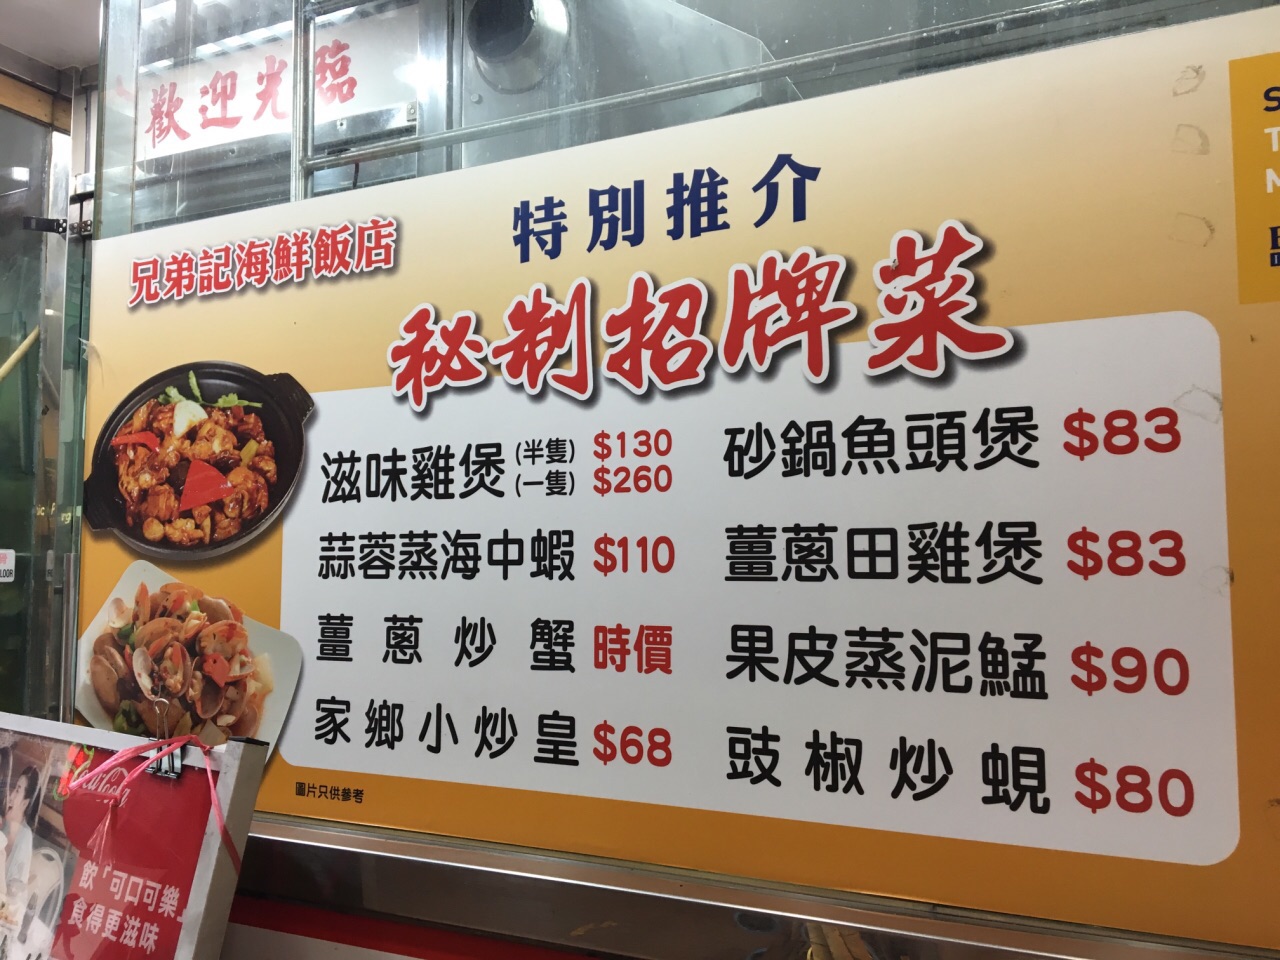 歡迎光臨
兄弟記海鮮飯店
特別推介
秘制招牌菜
滋味雞煲 (半隻) $130
(一隻) $260
蒜蓉蒸海中蝦 $110
薑蔥炒蟹 時價
家鄉小炒皇 $68
砂鍋魚頭煲 $83
薑蔥田雞煲 $83
果皮蒸泥鯭 $90
豉椒炒蜆 $80
圖片只供參考
飲「可口可樂」
食得更滋味